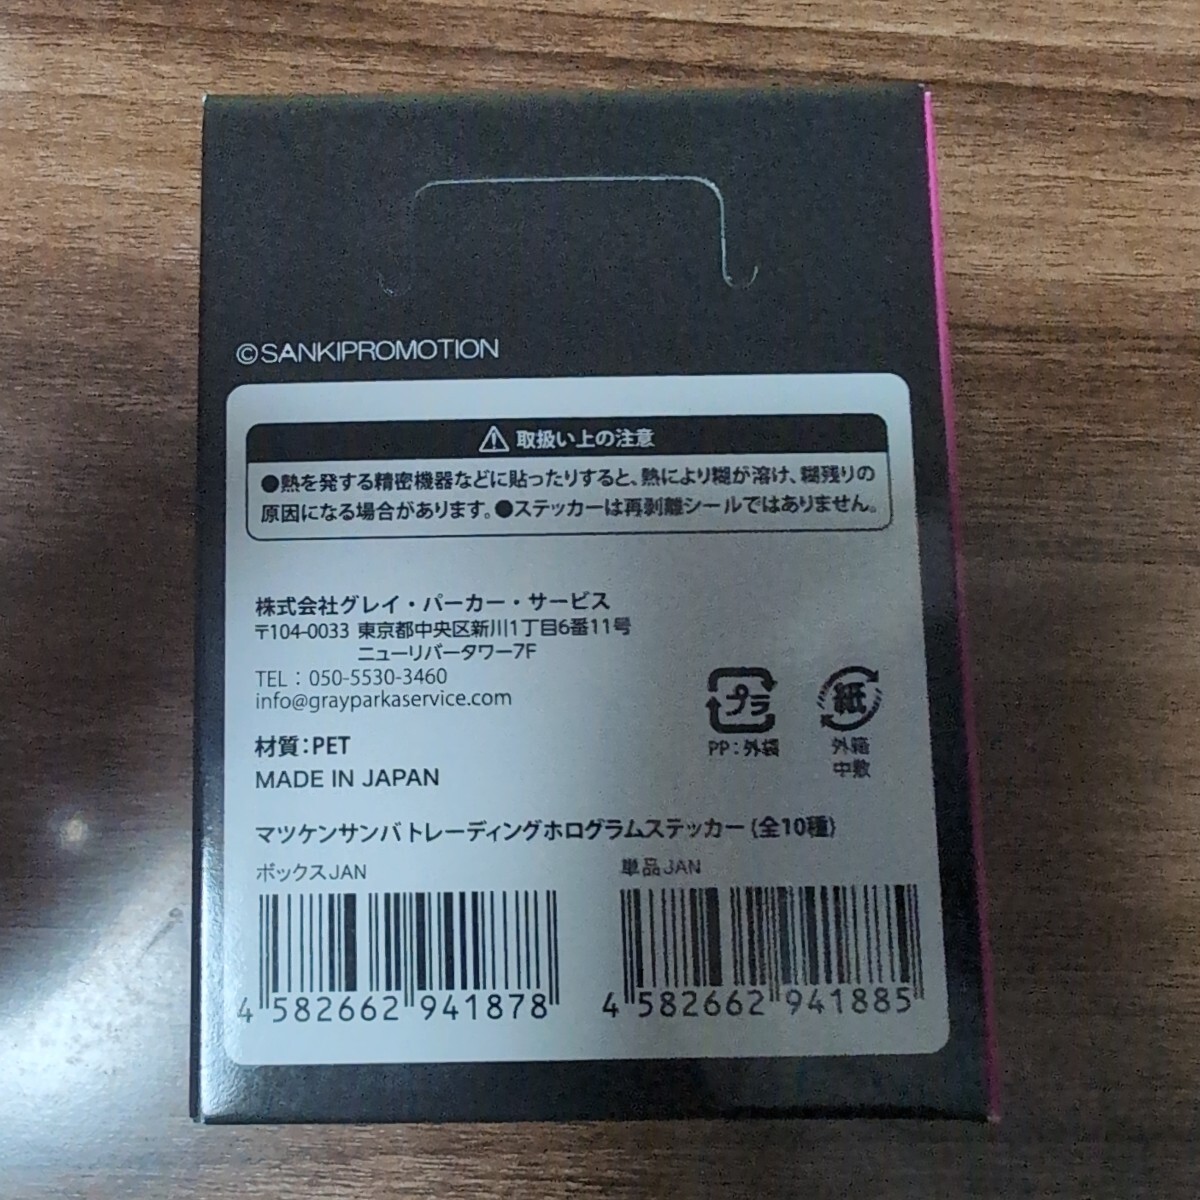 ©SANKIPROMOTION
取扱い上の注意
●熱を発する精密機器などに貼ったりすると、熱により糊が溶け、糊残りの
原因になる場合があります。●ステッカーは再剥離シールではありません。
株式会社グレイ・パーカー・サービス
〒104-0033 東京都中央区新川1丁目6番11号
ニューリバータワー7F
TEL：050-5530-3460
info@grayparkaservice.com
プラ
紙
PP：外袋
外箱
中敷
材質：PET
MADE IN JAPAN
マツケンサンバ トレーディングホログラムステッカー(全10種)
ボックスJAN
単品JAN
4 582662 941878
4 582662 941885